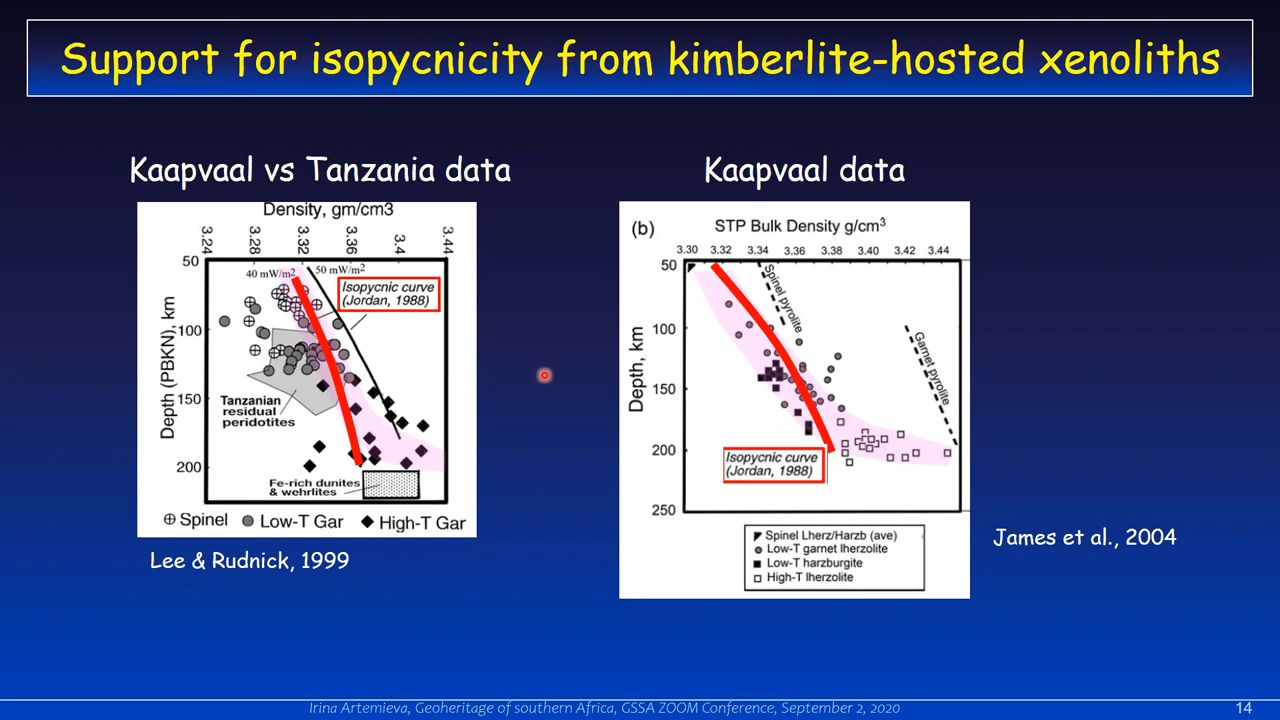 Support for isopycnicity from kimberlite-hosted xenoliths
Kaapvaal vs Tanzania data
Density, gm/cm3
3.24
3.28
3.32
3.36
3.4
3.44
50
100
150
200
Depth (PBKN), km
40 mW/m2
50 mW/m2
Isopycnic curve
(Jordan, 1988)
Tanzanian
residual
peridotites
Fe-rich dunites
& wehrlites
Spinel
Low-T Gar
High-T Gar
Lee & Rudnick, 1999
Kaapvaal data
(b)
STP Bulk Density g/cm3
3.30
3.32
3.34
3.36
3.38
3.40
3.42
3.44
50
100
150
200
250
Depth, km
Spinel pyrolite
Garnet pyrolite
Isopycnic curve
(Jordan, 1988)
Spinel Lherz/Harzb (ave)
Low-T garnet lherzolite
Low-T harzburgite
High-T lherzolite
James et al., 2004
Irina Artemieva, Geoheritage of southern Africa, GSSA ZOOM Conference, September 2, 2020
14